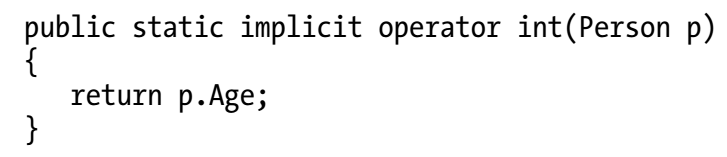 public static implicit operator int(Person p)
{
   return p.Age;
}